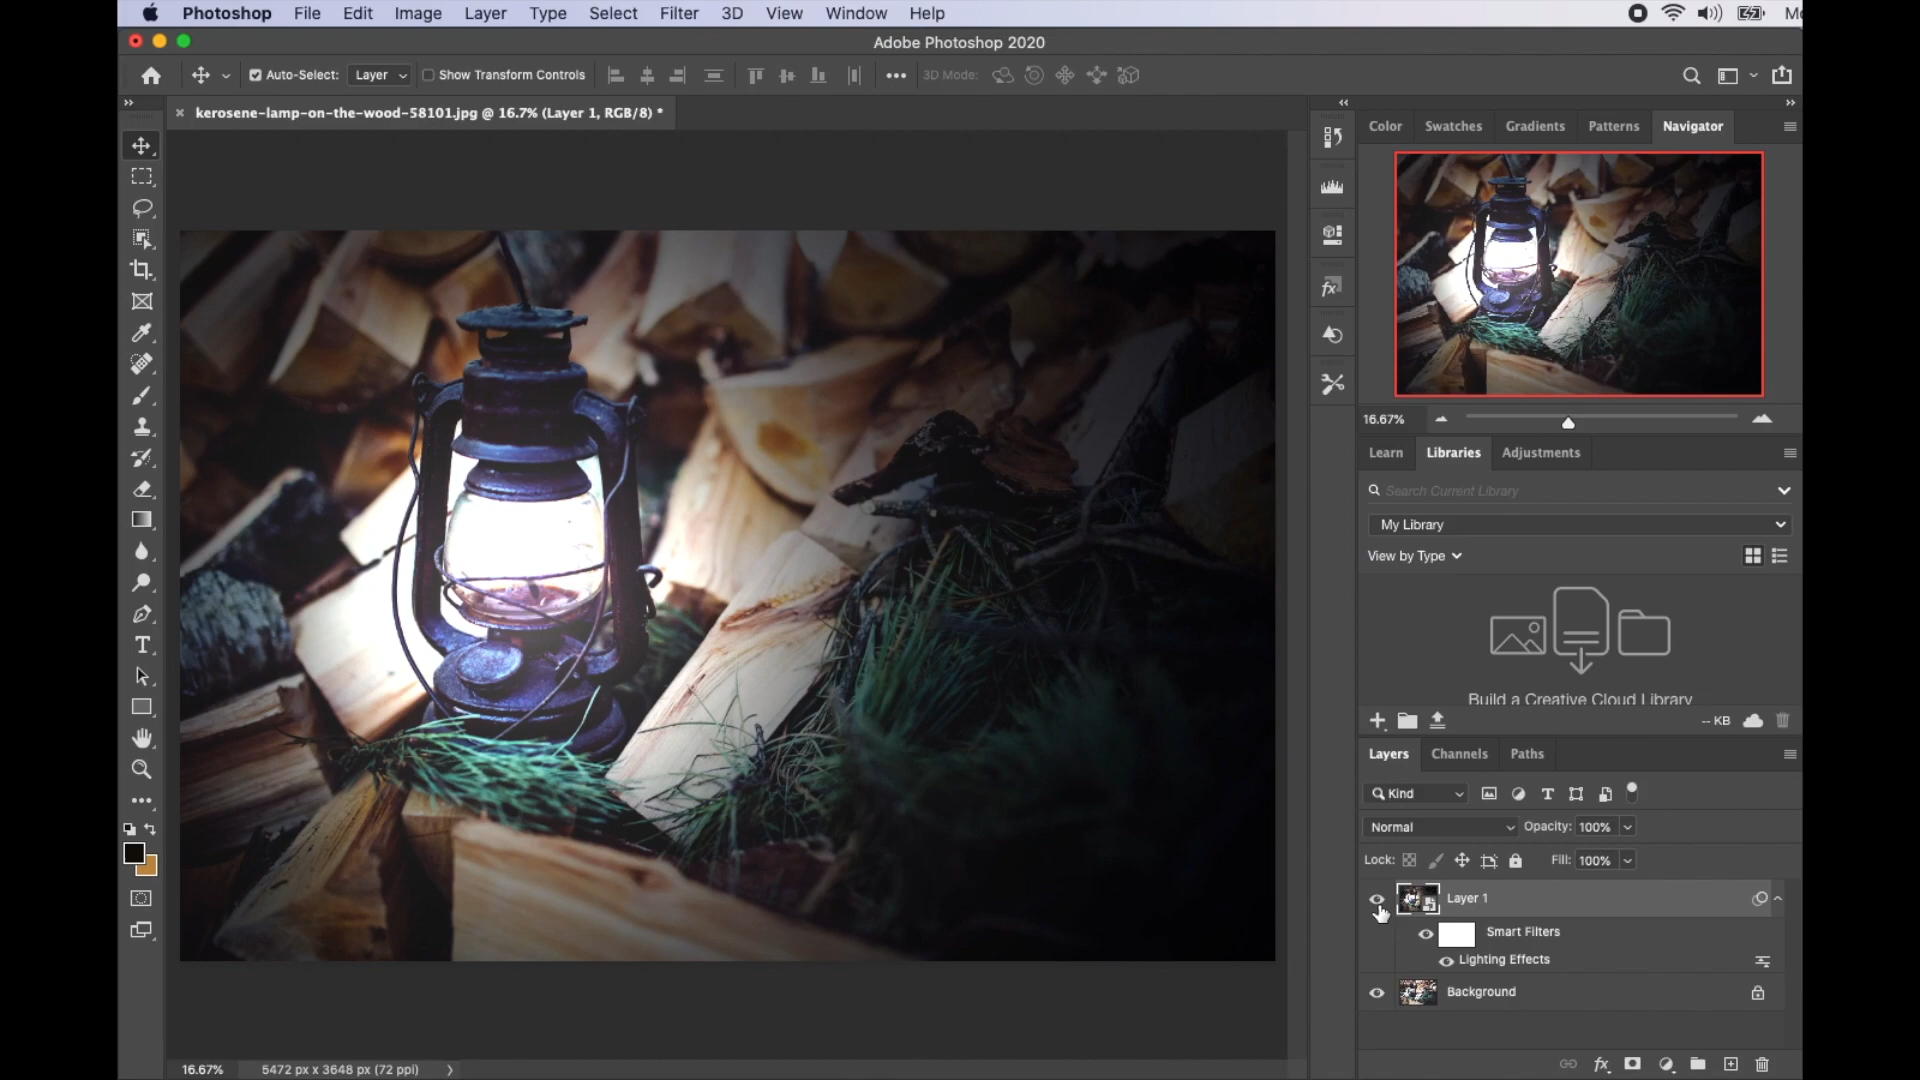 Photoshop File Edit Image Layer Type Select Filter 3D View Window Help
Adobe Photoshop 2020
Auto-Select: Layer Show Transform Controls 3D Mode:
kerosene-lamp-on-the-wood-58101.jpg @ 16.7% (Layer 1, RGB/8) *
Color Swatches Gradients Patterns Navigator
16.67%
Learn Libraries Adjustments
Search Current Library
My Library
View by Type
Build a Creative Cloud Library
-- KB
Layers Channels Paths
Kind
Normal Opacity: 100%
Lock: Fill: 100%
Layer 1
Smart Filters
Lighting Effects
Background
16.67% 5472 px x 3648 px (72 ppi)